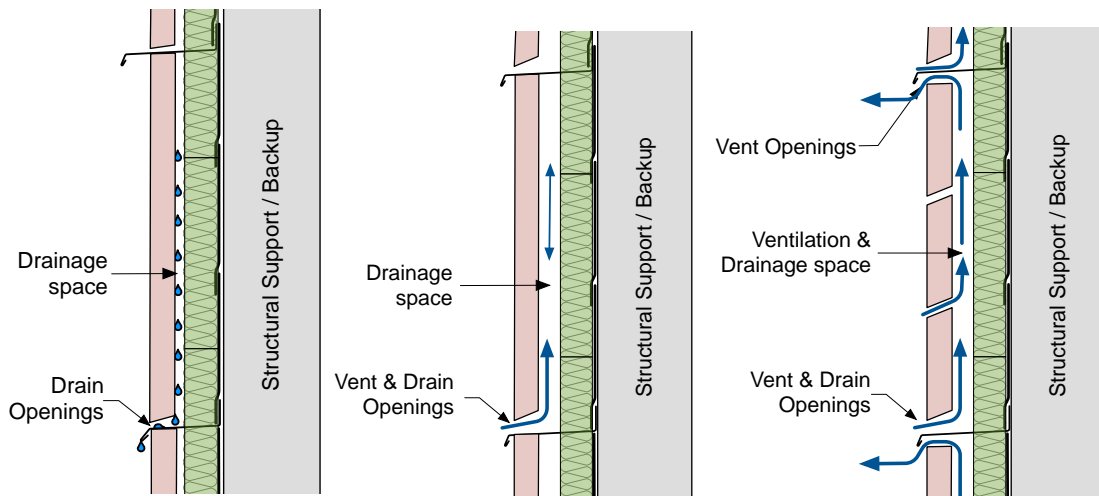 Structural Support / Backup
Drainage
space
Drain
Openings
Structural Support / Backup
Drainage
space
Vent & Drain
Openings
Structural Support / Backup
Vent Openings
Ventilation &
Drainage space
Vent & Drain
Openings